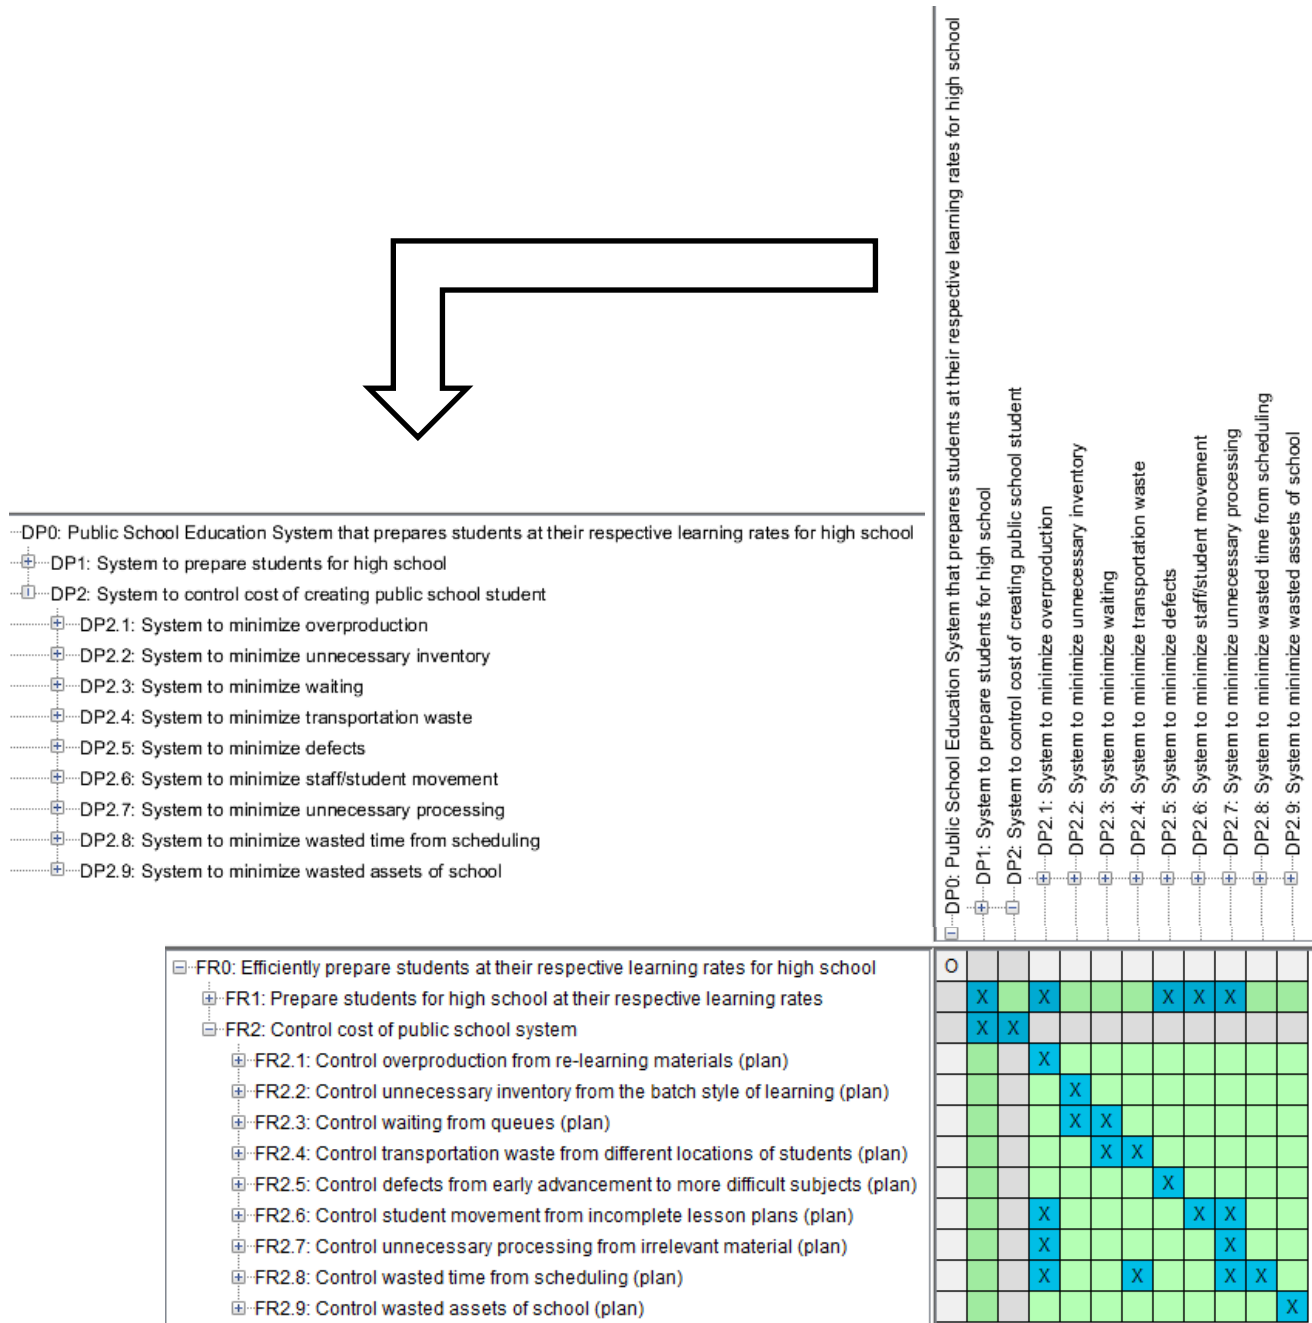 DP0: Public School Education System that prepares students at their respective learning rates for high school
DP1: System to prepare students for high school
DP2: System to control cost of creating public school student
DP2.1: System to minimize overproduction
DP2.2: System to minimize unnecessary inventory
DP2.3: System to minimize waiting
DP2.4: System to minimize transportation waste
DP2.5: System to minimize defects
DP2.6: System to minimize staff/student movement
DP2.7: System to minimize unnecessary processing
DP2.8: System to minimize wasted time from scheduling
DP2.9: System to minimize wasted assets of school
DP0: Public School Education System that prepares students at their respective learning rates for high school
DP1: System to prepare students for high school
DP2: System to control cost of creating public school student
DP2.1: System to minimize overproduction
DP2.2: System to minimize unnecessary inventory
DP2.3: System to minimize waiting
DP2.4: System to minimize transportation waste
DP2.5: System to minimize defects
DP2.6: System to minimize staff/student movement
DP2.7: System to minimize unnecessary processing
DP2.8: System to minimize wasted time from scheduling
DP2.9: System to minimize wasted assets of school
FR0: Efficiently prepare students at their respective learning rates for high school O
FR1: Prepare students for high school at their respective learning rates X X X X X
FR2: Control cost of public school system X X
FR2.1: Control overproduction from re-learning materials (plan) X
FR2.2: Control unnecessary inventory from the batch style of learning (plan) X
FR2.3: Control waiting from queues (plan) X X
FR2.4: Control transportation waste from different locations of students (plan) X X
FR2.5: Control defects from early advancement to more difficult subjects (plan) X
FR2.6: Control student movement from incomplete lesson plans (plan) X X X
FR2.7: Control unnecessary processing from irrelevant material (plan) X X
FR2.8: Control wasted time from scheduling (plan) X X X X
FR2.9: Control wasted assets of school (plan) X